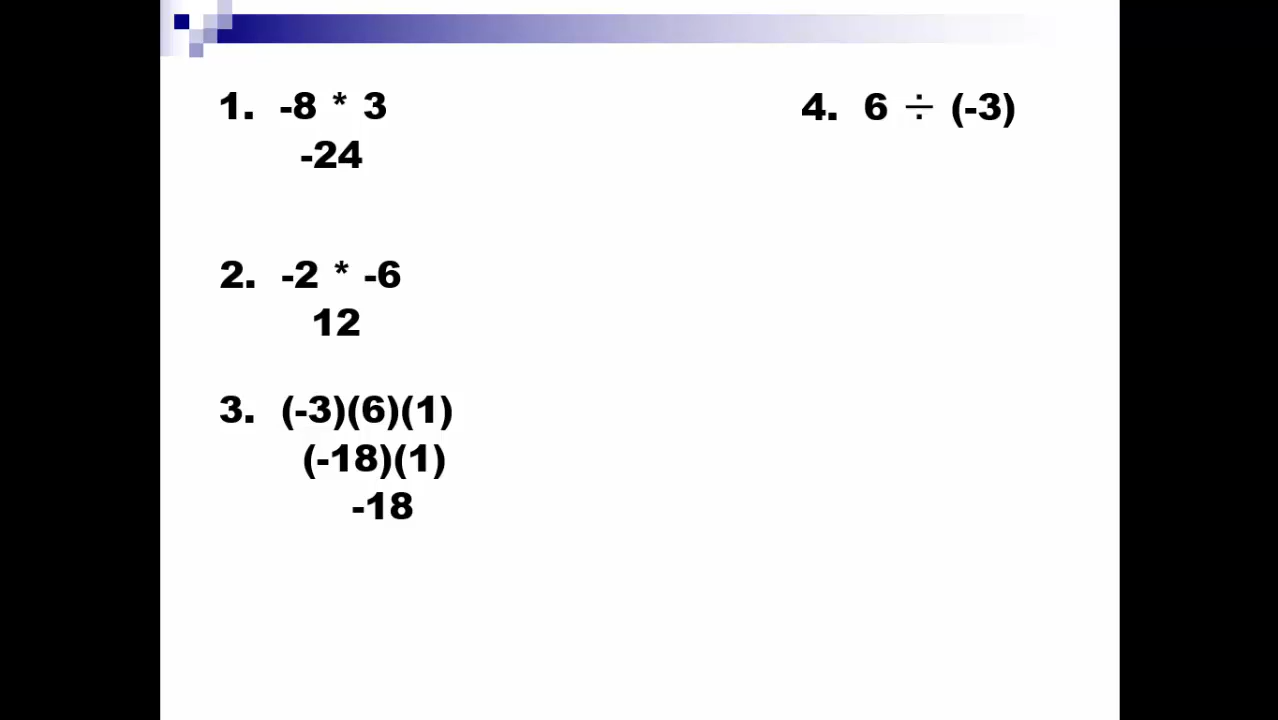 1. -8 * 3
-24
2. -2 * -6
12
3. (-3)(6)(1)
(-18)(1)
-18
4. 6 ÷ (-3)